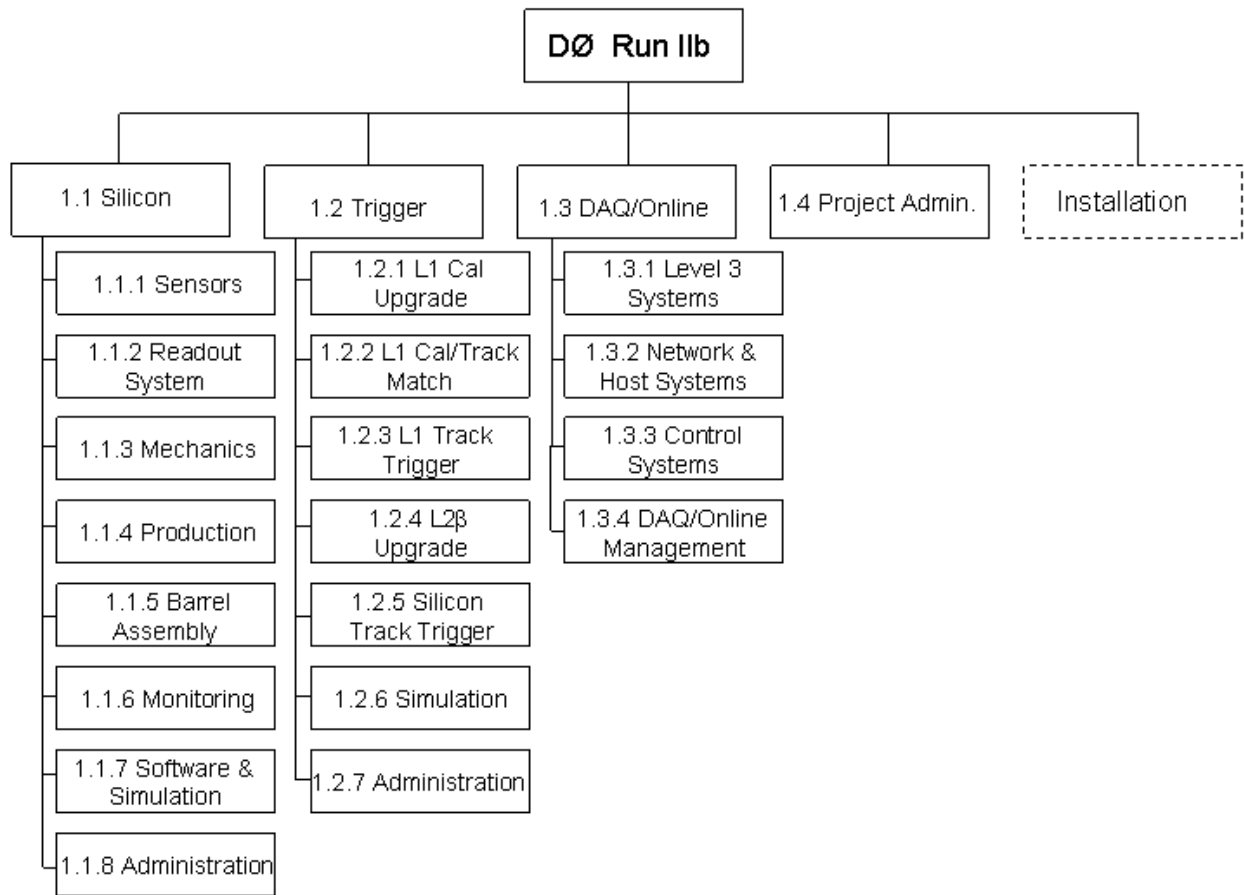 DØ Run IIb
1.1 Silicon
1.2 Trigger
1.3 DAQ/Online
1.4 Project Admin.
Installation
1.1.1 Sensors
1.1.2 Readout
System
1.1.3 Mechanics
1.1.4 Production
1.1.5 Barrel
Assembly
1.1.6 Monitoring
1.1.7 Software &
Simulation
1.1.8 Administration
1.2.1 L1 Cal
Upgrade
1.2.2 L1 Cal/Track
Match
1.2.3 L1 Track
Trigger
1.2.4 L2β
Upgrade
1.2.5 Silicon
Track Trigger
1.2.6 Simulation
1.2.7 Administration
1.3.1 Level 3
Systems
1.3.2 Network &
Host Systems
1.3.3 Control
Systems
1.3.4 DAQ/Online
Management